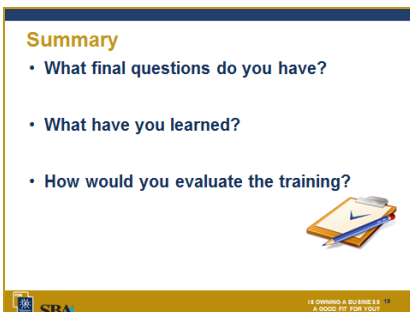 Summary
• What final questions do you have?
• What have you learned?
• How would you evaluate the training?
SBA
IS OWNING A BUSINESS 18
A GOOD FIT FOR YOU?